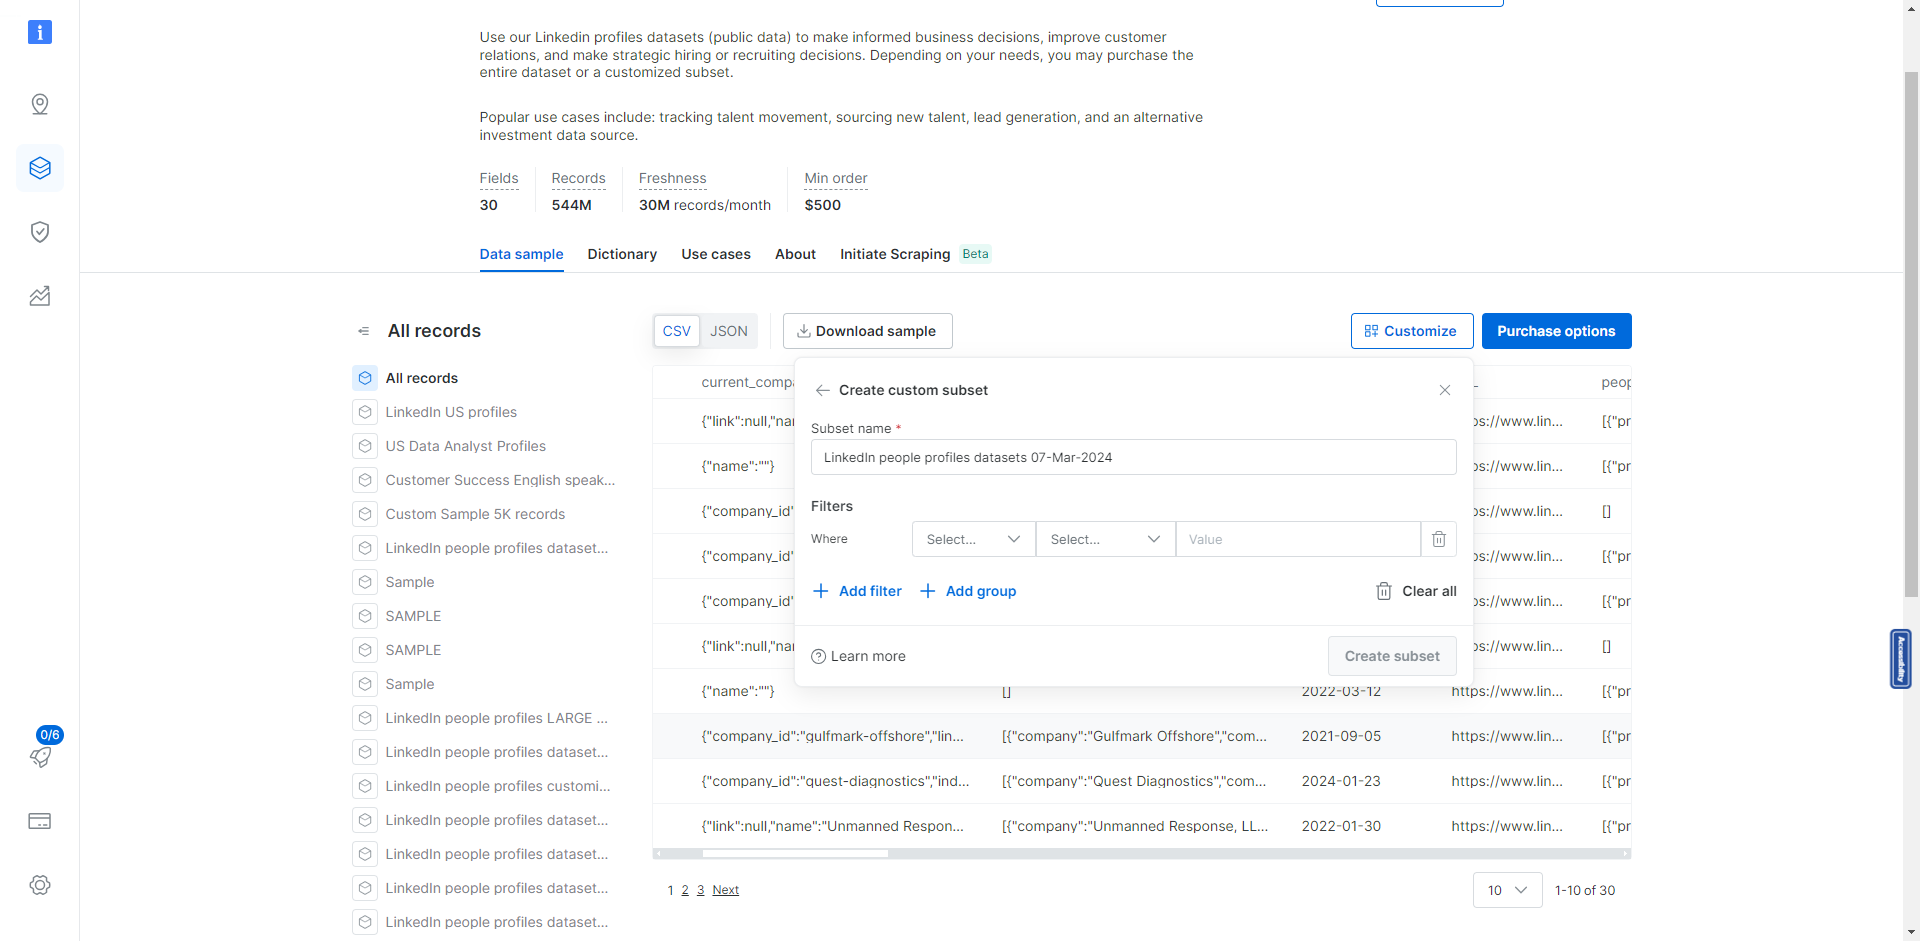 Use our Linkedin profiles datasets (public data) to make informed business decisions, improve customer
relations, and make strategic hiring or recruiting decisions. Depending on your needs, you may purchase the
entire dataset or a customized subset.
Popular use cases include: tracking talent movement, sourcing new talent, lead generation, and an alternative
investment data source.
Fields Records Freshness Min order
30 544M 30M records/month $500
Data sample Dictionary Use cases About Initiate Scraping Beta
All records
CSV JSON Download sample Customize Purchase options
All records
LinkedIn US profiles
US Data Analyst Profiles
Customer Success English speak...
Custom Sample 5K records
LinkedIn people profiles dataset...
Sample
SAMPLE
SAMPLE
Sample
LinkedIn people profiles LARGE ...
LinkedIn people profiles dataset...
LinkedIn people profiles customi...
LinkedIn people profiles dataset...
LinkedIn people profiles dataset...
LinkedIn people profiles dataset...
LinkedIn people profiles dataset...
0/6
Create custom subset
Subset name *
LinkedIn people profiles datasets 07-Mar-2024
Filters
Where Select... Select... Value
Add filter Add group Clear all
Learn more Create subset
current_compa peop
{"link":null,"nar ps://www.lin... [{"pr
{"name":""} ps://www.lin... [{"pr
{"company_id" ps://www.lin... []
{"company_id" ps://www.lin... [{"pr
{"company_id" ps://www.lin... [{"pr
{"link":null,"nar ps://www.lin... []
{"name":""} [] 2022-03-12 https://www.lin... [{"pr
{"company_id":"gulfmark-offshore","lin... [{"company":"Gulfmark Offshore","com... 2021-09-05 https://www.lin... [{"pr
{"company_id":"quest-diagnostics","ind... [{"company":"Quest Diagnostics","com... 2024-01-23 https://www.lin... [{"pr
{"link":null,"name":"Unmanned Respon... [{"company":"Unmanned Response, LL... 2022-01-30 https://www.lin... [{"pr
1 2 3 Next 10 1-10 of 30
Accessibility